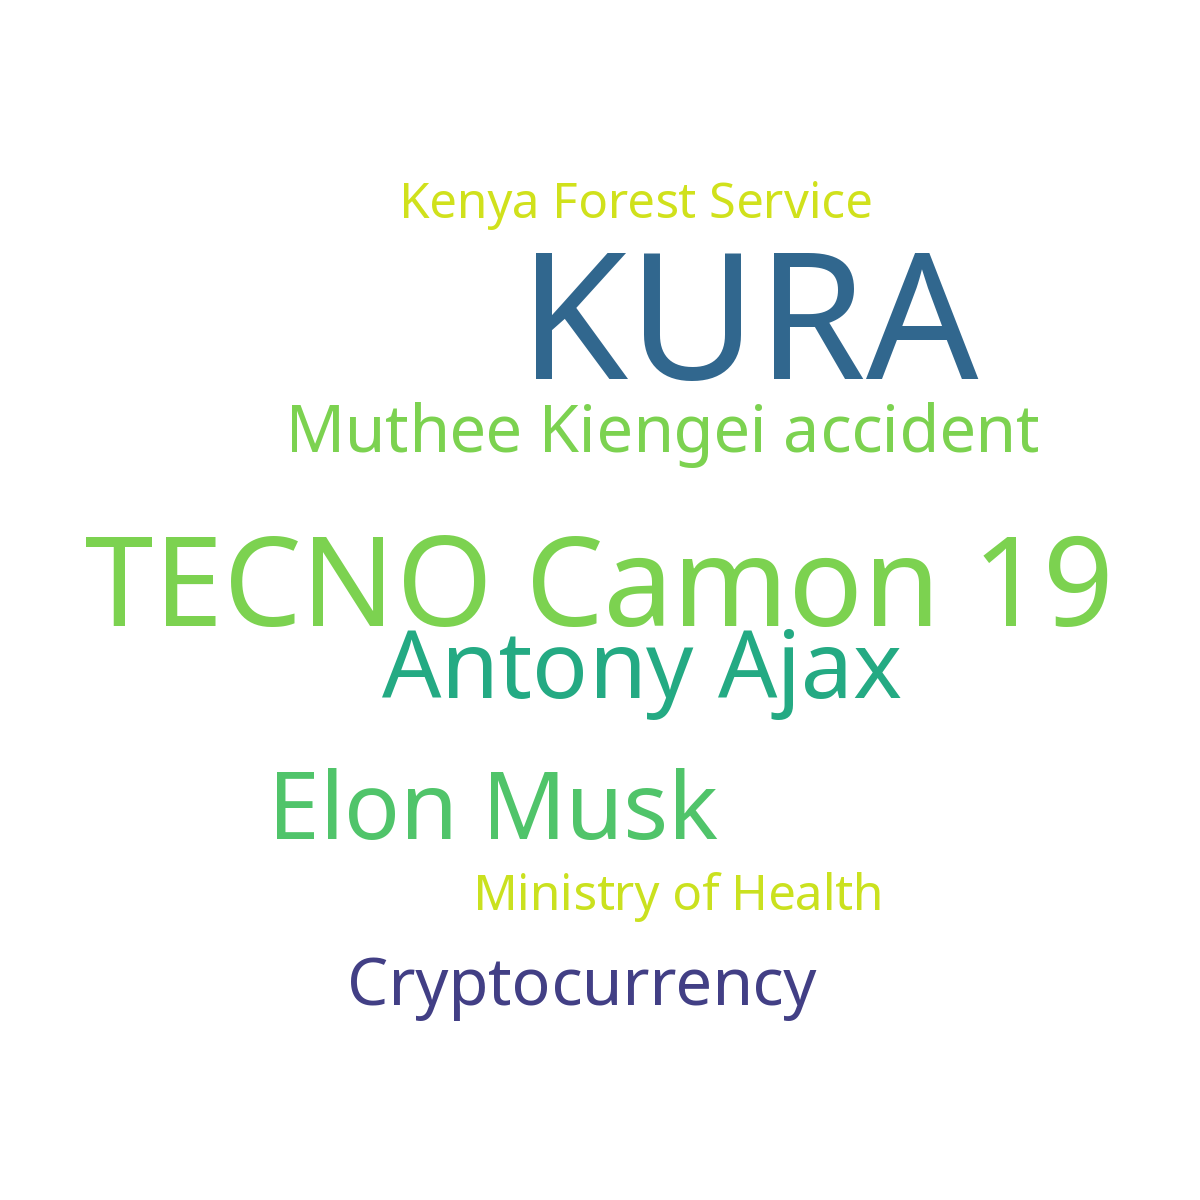 Kenya Forest Service
KURA
Muthee Kiengei accident
TECNO Camon 19
Antony Ajax
Elon Musk
Ministry of Health
Cryptocurrency